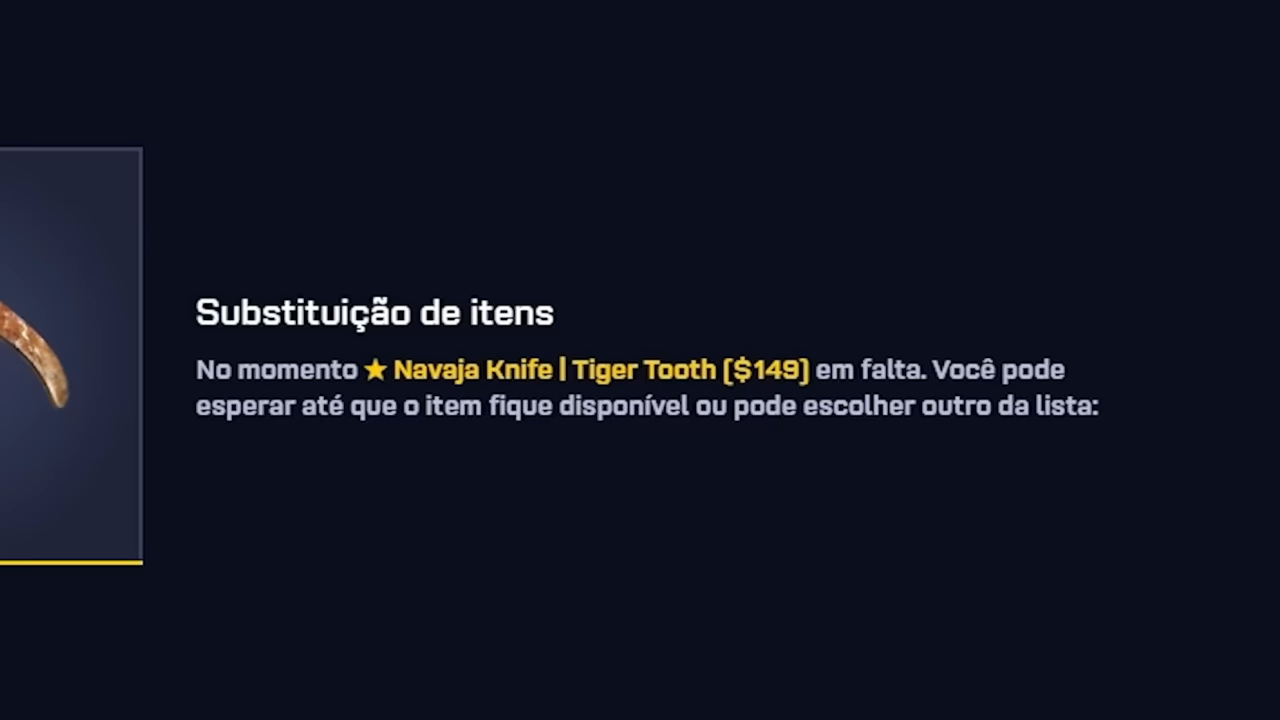 Substituição de itens
No momento ★ Navaja Knife | Tiger Tooth ($149) em falta. Você pode
esperar até que o item fique disponível ou pode escolher outro da lista: